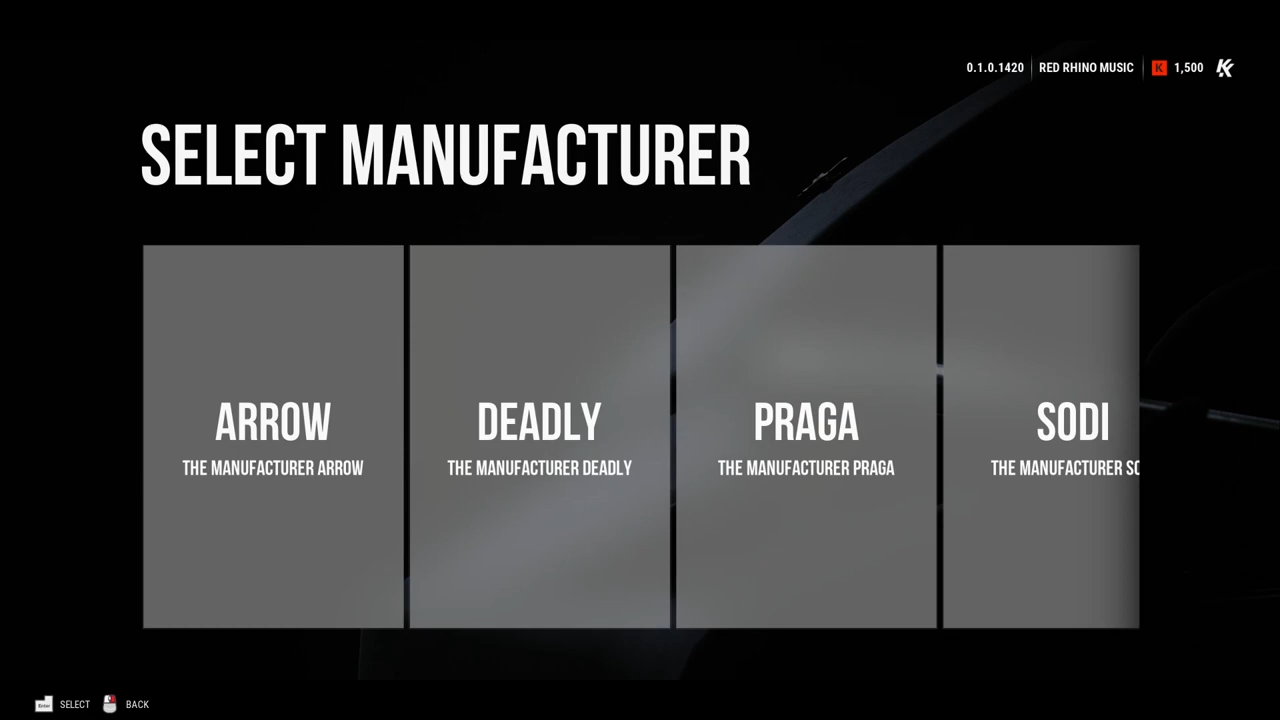 0.1.0.1420 RED RHINO MUSIC K 1,500
SELECT MANUFACTURER
ARROW
THE MANUFACTURER ARROW
DEADLY
THE MANUFACTURER DEADLY
PRAGA
THE MANUFACTURER PRAGA
SODI
THE MANUFACTURER SO
Enter SELECT BACK